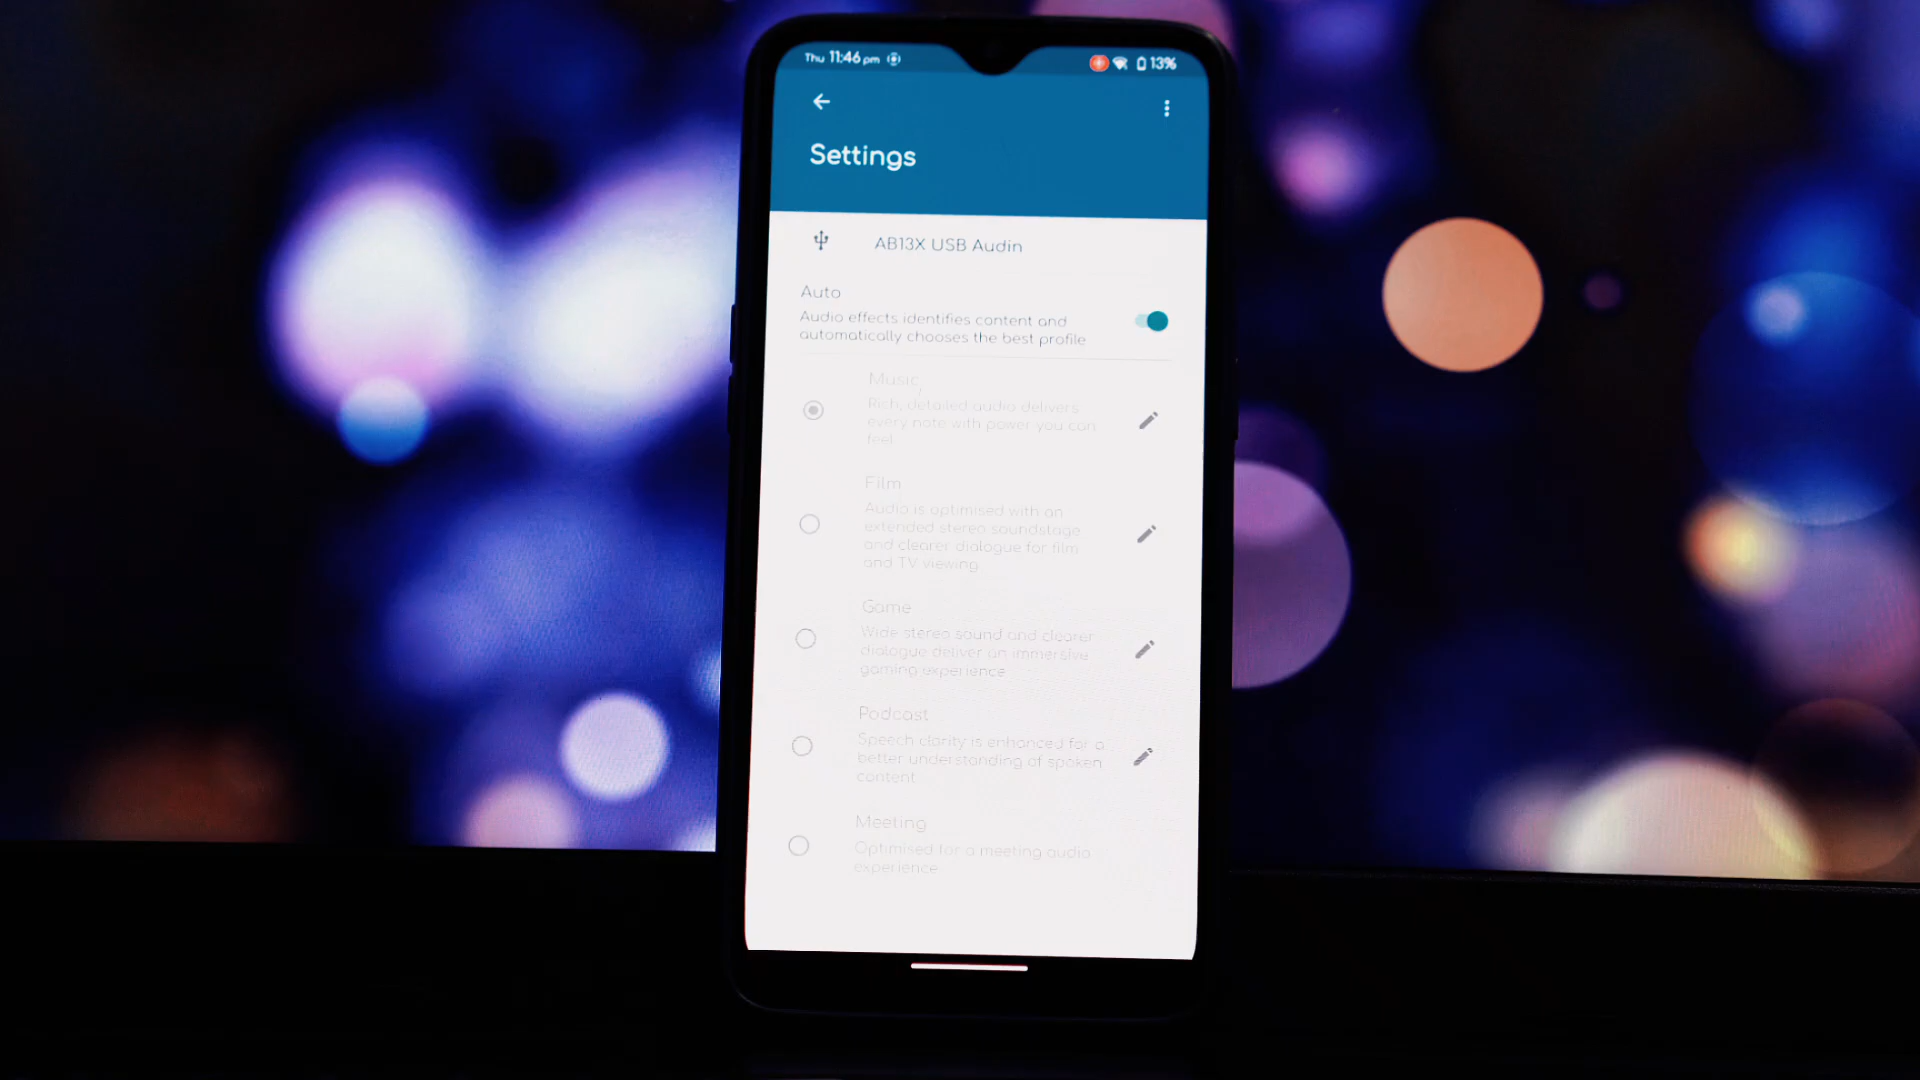 Thu 11:46 pm
13%
Settings
AB13X USB Audin
Auto
Audio effects identifies content and
automatically chooses the best profile
Music
Rich, detailed audio delivers
every note with power you can
feel
Film
Audio is optimised with an
extended stereo soundstage
and clearer dialogue for film
and TV viewing
Game
Wide stereo sound and clearer
dialogue deliver an immersive
gaming experience
Podcast
Speech clarity is enhanced for a
better understanding of spoken
content
Meeting
Optimised for a meeting audio
experience